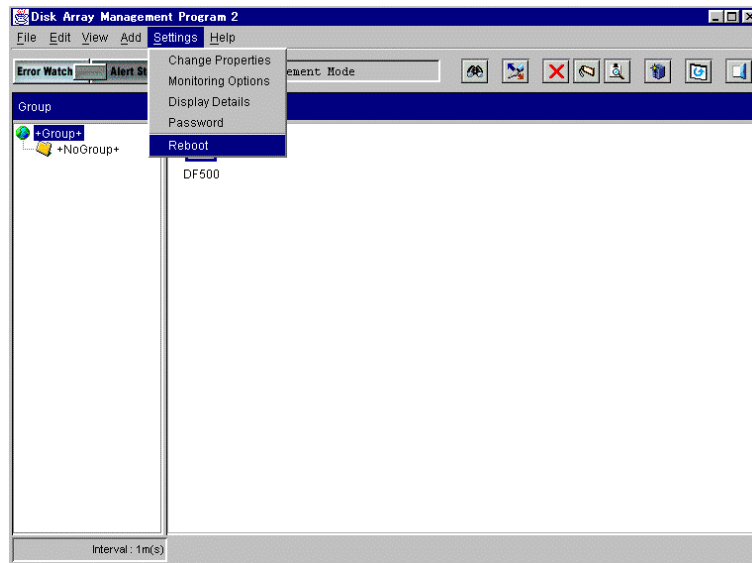 Disk Array Management Program 2
File Edit View Add Settings Help
Change Properties
Monitoring Options
Display Details
Password
Reboot
Error Watch Alert St
ement Mode
Group
+Group+
+NoGroup+
DF500
Interval : 1m(s)